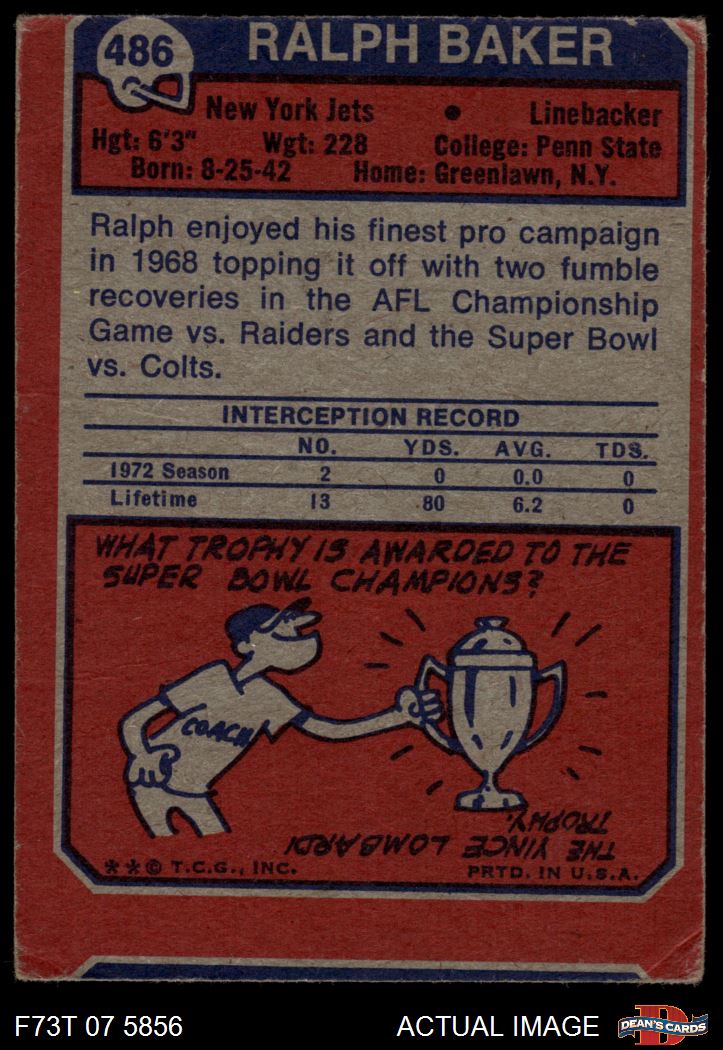 486
RALPH BAKER
New York Jets • Linebacker
Hgt: 6'3" Wgt: 228 College: Penn State
Born: 8-25-42 Home: Greenlawn, N.Y.
Ralph enjoyed his finest pro campaign
in 1968 topping it off with two fumble
recoveries in the AFL Championship
Game vs. Raiders and the Super Bowl
vs. Colts.
INTERCEPTION RECORD
NO. YDS. AVG. TDS.
1972 Season 2 0 0.0 0
Lifetime 13 80 6.2 0
WHAT TROPHY IS AWARDED TO THE
SUPER BOWL CHAMPIONS?
COACH
THE VINCE LOMBARDI
TROPHY.
**© T.C.G., INC. PRTD. IN U.S.A.
F73T 07 5856 ACTUAL IMAGE
D
DEAN'S CARDS